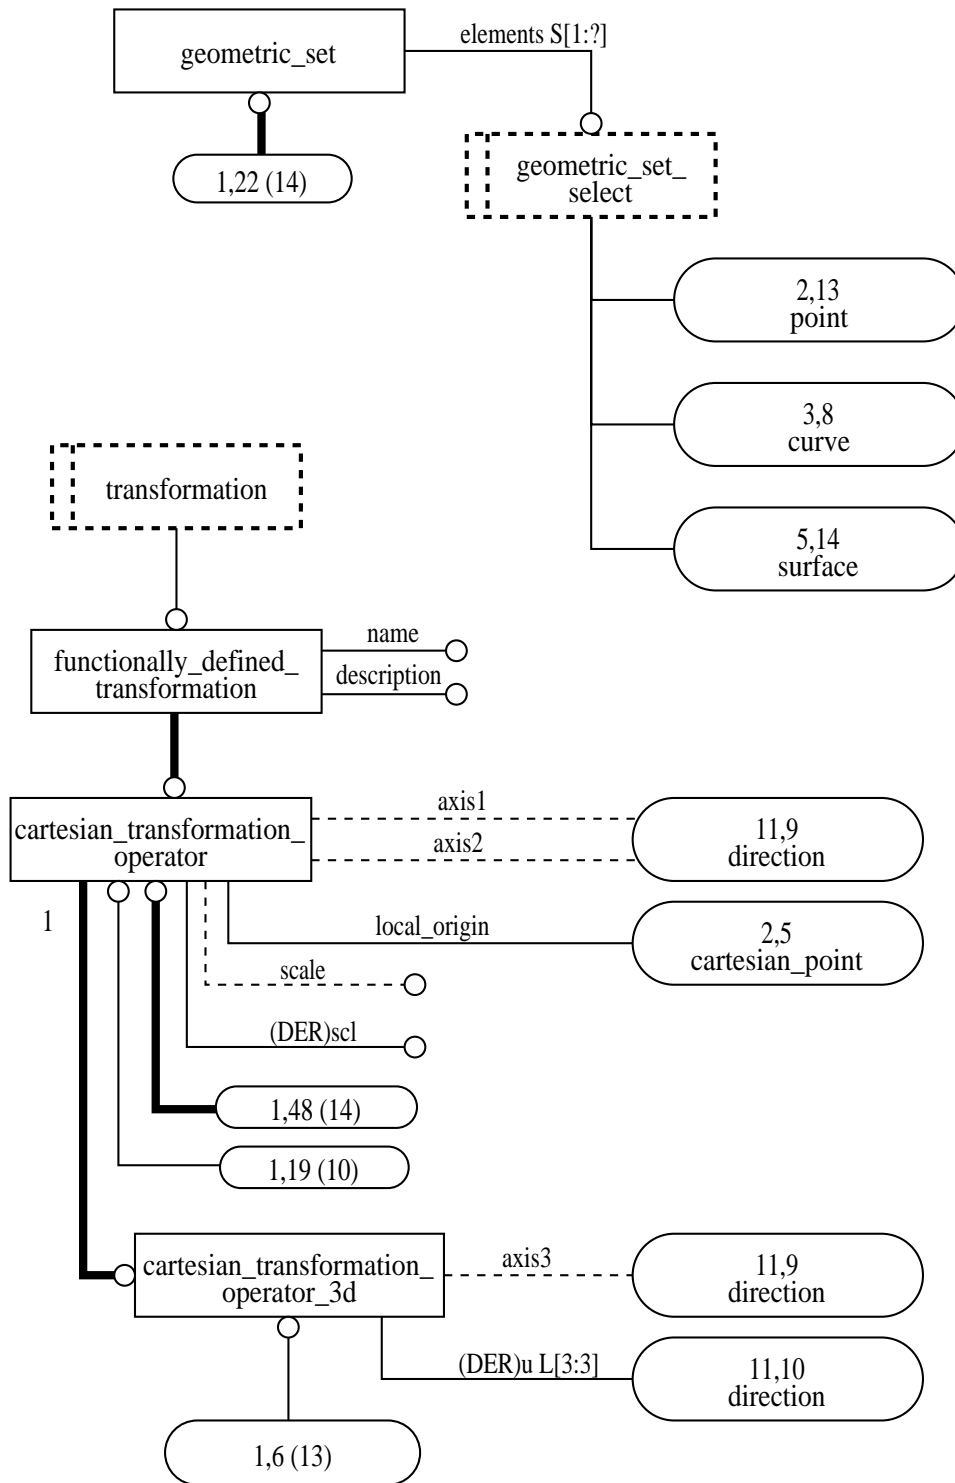 geometric_set
elements S[1:?]
1,22 (14)
geometric_set_
select
2,13
point
3,8
curve
5,14
surface
transformation
functionally_defined_
transformation
name
description
cartesian_transformation_
operator
axis1
axis2
11,9
direction
1
local_origin
2,5
cartesian_point
scale
(DER)scl
1,48 (14)
1,19 (10)
cartesian_transformation_
operator_3d
axis3
11,9
direction
(DER)u L[3:3]
11,10
direction
1,6 (13)